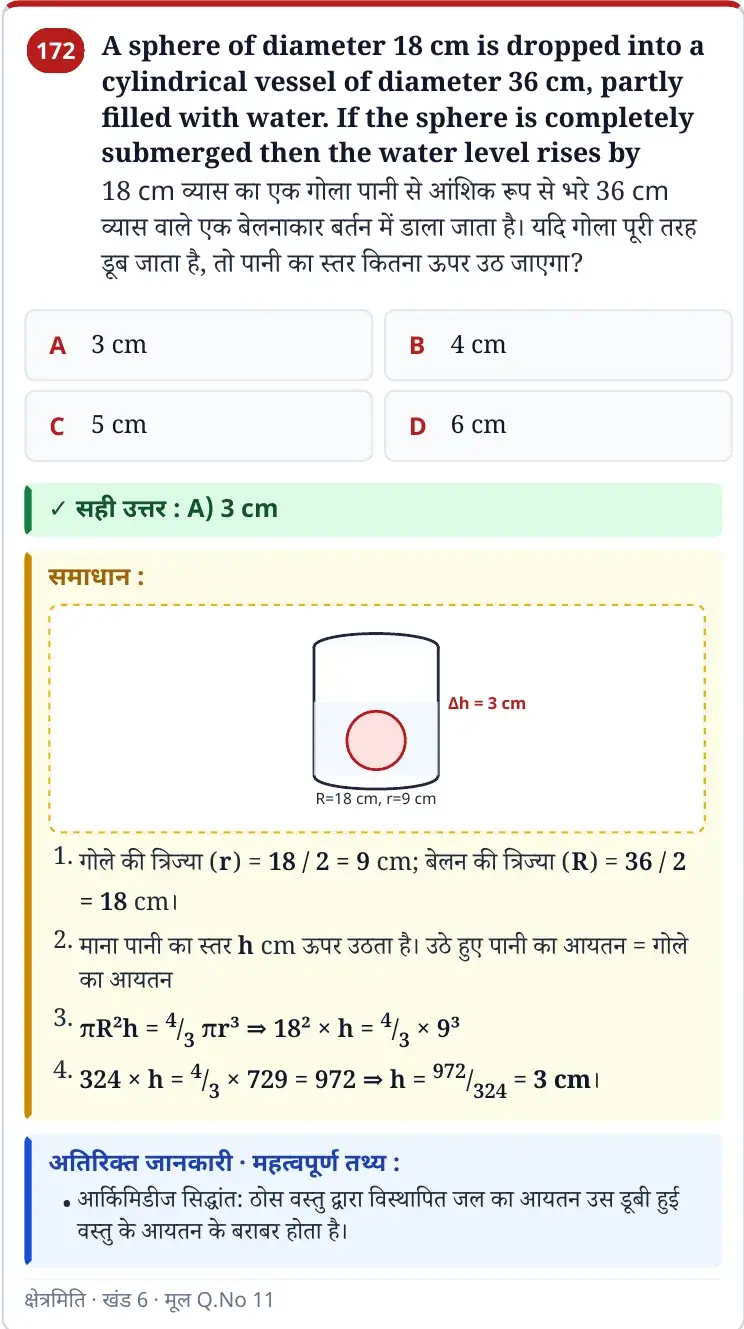 172
A sphere of diameter 18 cm is dropped into a
cylindrical vessel of diameter 36 cm, partly
filled with water. If the sphere is completely
submerged then the water level rises by
18 cm व्यास का एक गोला पानी से आंशिक रूप से भरे 36 cm
व्यास वाले एक बेलनाकार बर्तन में डाला जाता है। यदि गोला पूरी तरह
डूब जाता है, तो पानी का स्तर कितना ऊपर उठ जाएगा?
A 3 cm
B 4 cm
C 5 cm
D 6 cm
✓ सही उत्तर : A) 3 cm
समाधान :
Δh = 3 cm
R=18 cm, r=9 cm
1. गोले की त्रिज्या (r) = 18 / 2 = 9 cm; बेलन की त्रिज्या (R) = 36 / 2
= 18 cm।
2. माना पानी का स्तर h cm ऊपर उठता है। उठे हुए पानी का आयतन = गोले
का आयतन
3. πR²h = ⁴/₃ πr³ ⇒ 18² × h = ⁴/₃ × 9³
4. 324 × h = ⁴/₃ × 729 = 972 ⇒ h = ⁹⁷²/₃₂₄ = 3 cm।
अतिरिक्त जानकारी · महत्वपूर्ण तथ्य :
• आर्किमिडीज सिद्धांत: ठोस वस्तु द्वारा विस्थापित जल का आयतन उस डूबी हुई
वस्तु के आयतन के बराबर होता है।
क्षेत्रमिति · खंड 6 · मूल Q.No 11